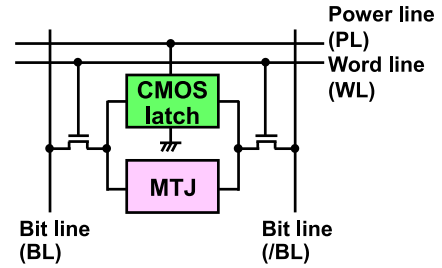 Power line
(PL)
Word line
(WL)
CMOS
latch
MTJ
Bit line
(BL)
Bit line
(/BL)